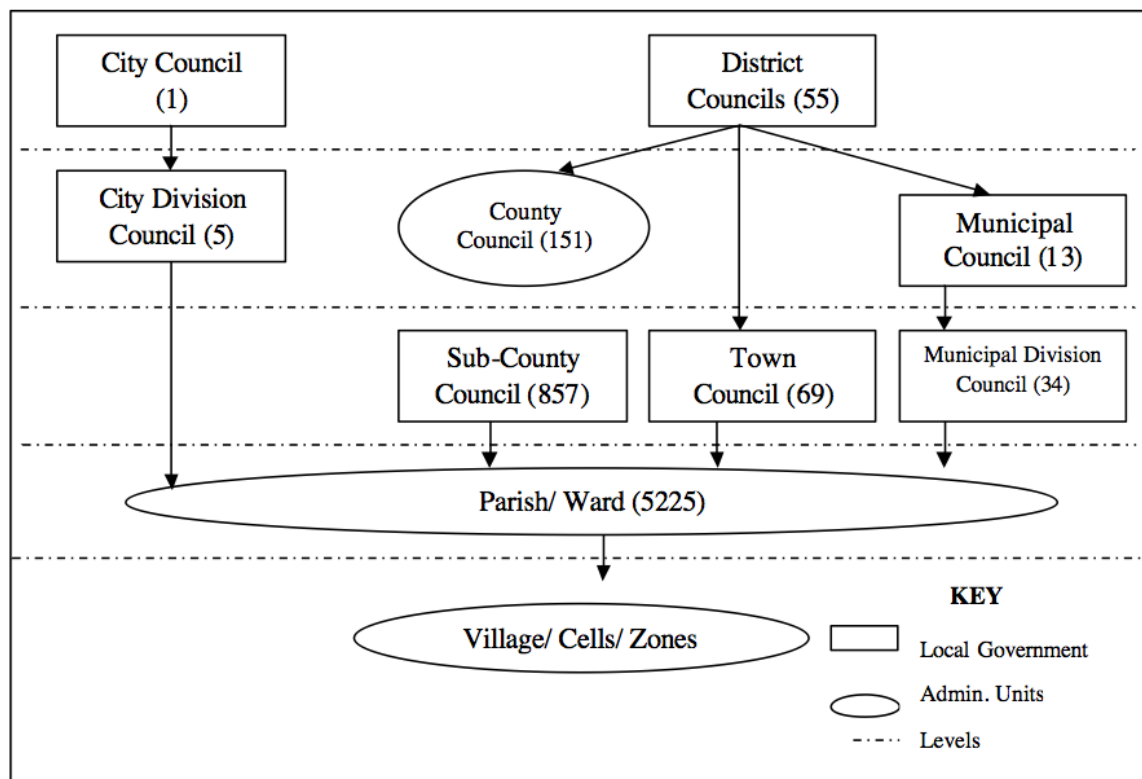 City Council
(1)
District
Councils (55)
City Division
Council (5)
County
Council (151)
Municipal
Council (13)
Sub-County
Council (857)
Town
Council (69)
Municipal Division
Council (34)
Parish/ Ward (5225)
Village/ Cells/ Zones
KEY
Local Government
Admin. Units
Levels